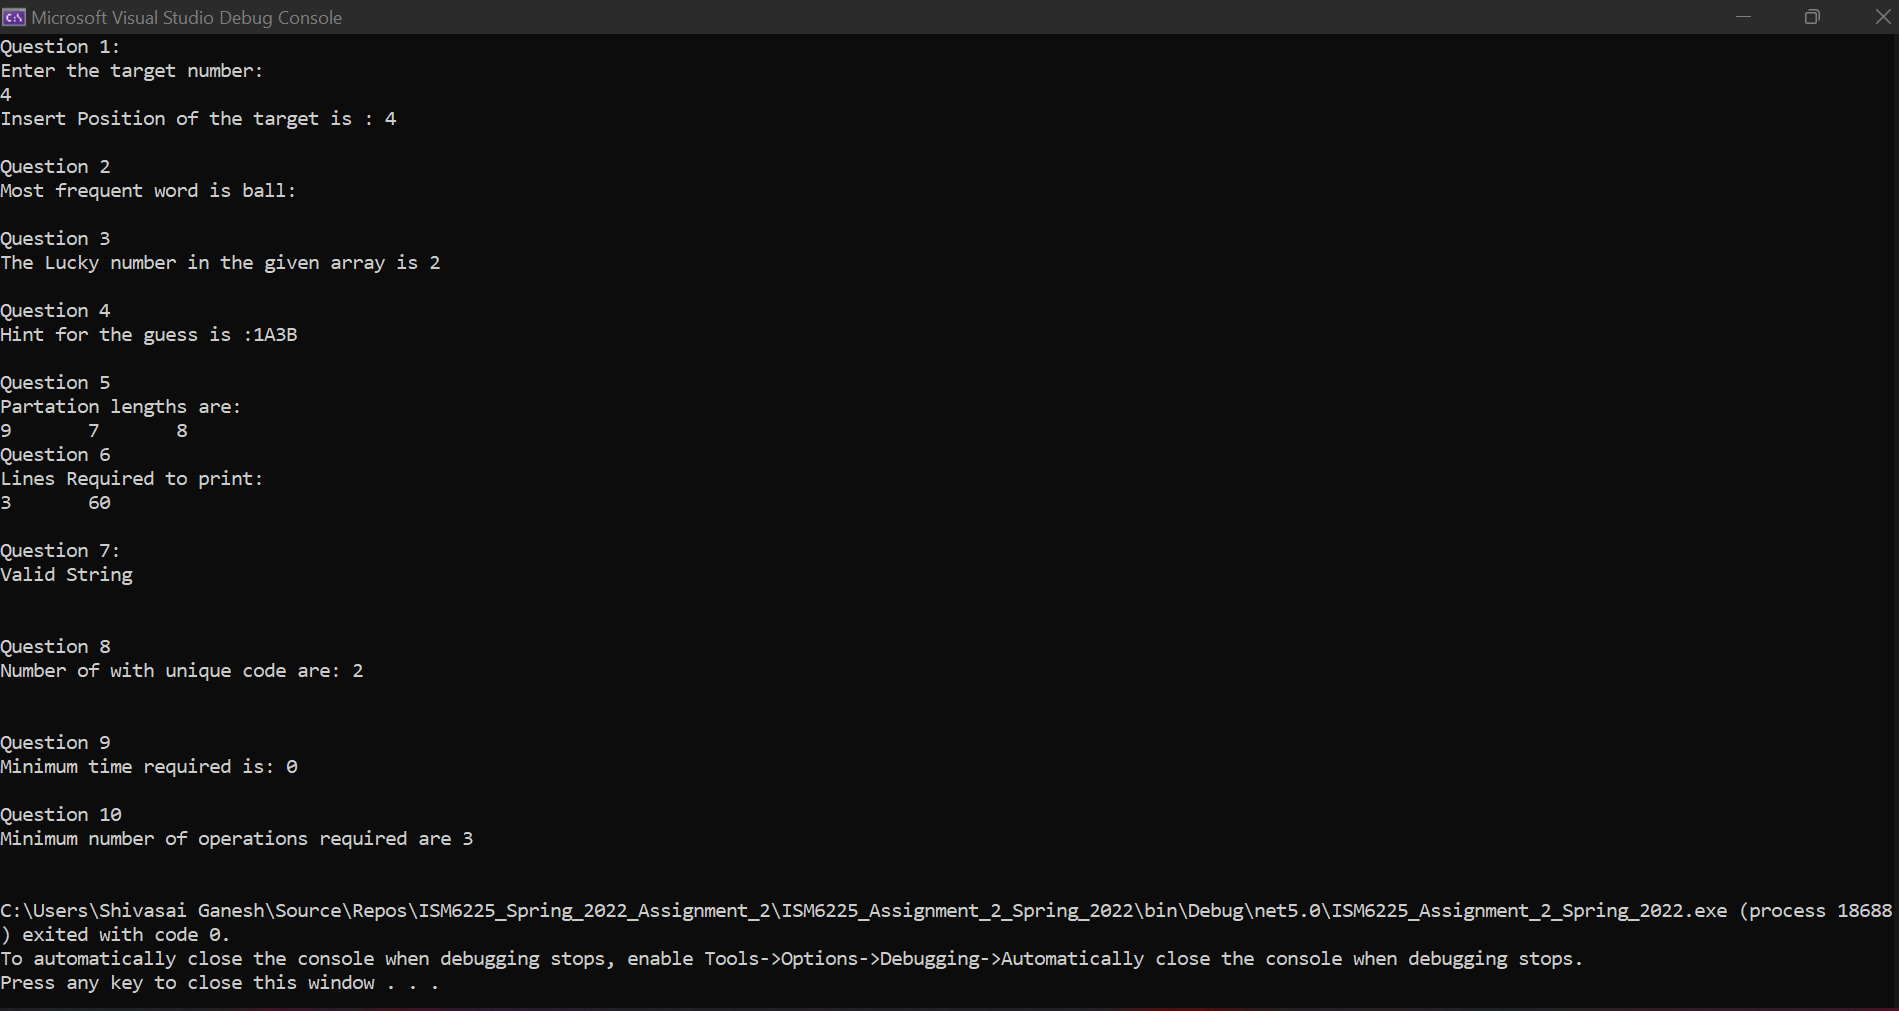 Microsoft Visual Studio Debug Console
Question 1:
Enter the target number:
4
Insert Position of the target is : 4
Question 2
Most frequent word is ball:
Question 3
The Lucky number in the given array is 2
Question 4
Hint for the guess is :1A3B
Question 5
Partation lengths are:
9 7 8
Question 6
Lines Required to print:
3 60
Question 7:
Valid String
Question 8
Number of with unique code are: 2
Question 9
Minimum time required is: 0
Question 10
Minimum number of operations required are 3
C:\Users\Shivasai Ganesh\Source\Repos\ISM6225_Spring_2022_Assignment_2\ISM6225_Assignment_2_Spring_2022\bin\Debug\net5.0\ISM6225_Assignment_2_Spring_2022.exe (process 18688
) exited with code 0.
To automatically close the console when debugging stops, enable Tools->Options->Debugging->Automatically close the console when debugging stops.
Press any key to close this window . . .